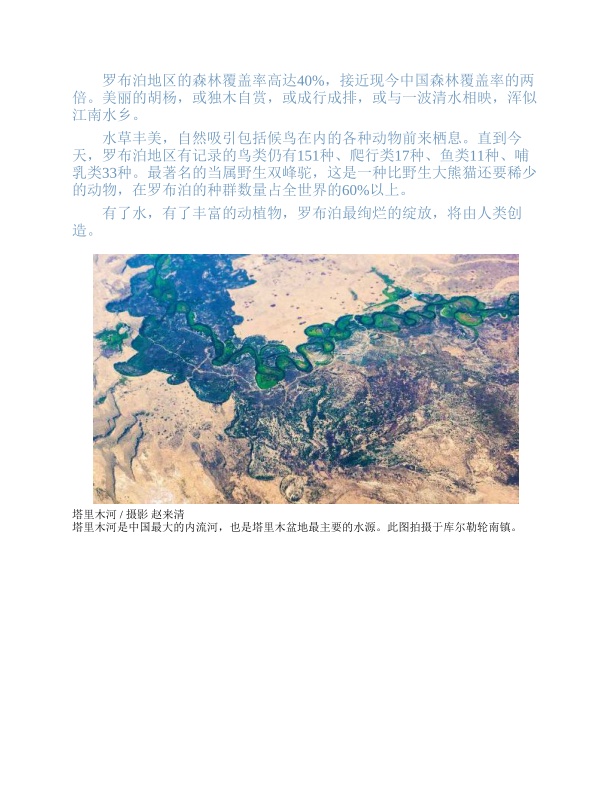 罗布泊地区的森林覆盖率高达40%，接近现今中国森林覆盖率的两
倍。美丽的胡杨，或独木自赏，或成行成排，或与一波清水相映，浑似
江南水乡。
水草丰美，自然吸引包括候鸟在内的各种动物前来栖息。直到今
天，罗布泊地区有记录的鸟类仍有151种、爬行类17种、鱼类11种、哺
乳类33种。最著名的当属野生双峰驼，这是一种比野生大熊猫还要稀少
的动物，在罗布泊的种群数量占全世界的60%以上。
有了水，有了丰富的动植物，罗布泊最绚烂的绽放，将由人类创
造。
塔里木河 / 摄影 赵来清
塔里木河是中国最大的内流河，也是塔里木盆地最主要的水源。此图拍摄于库尔勒轮南镇。